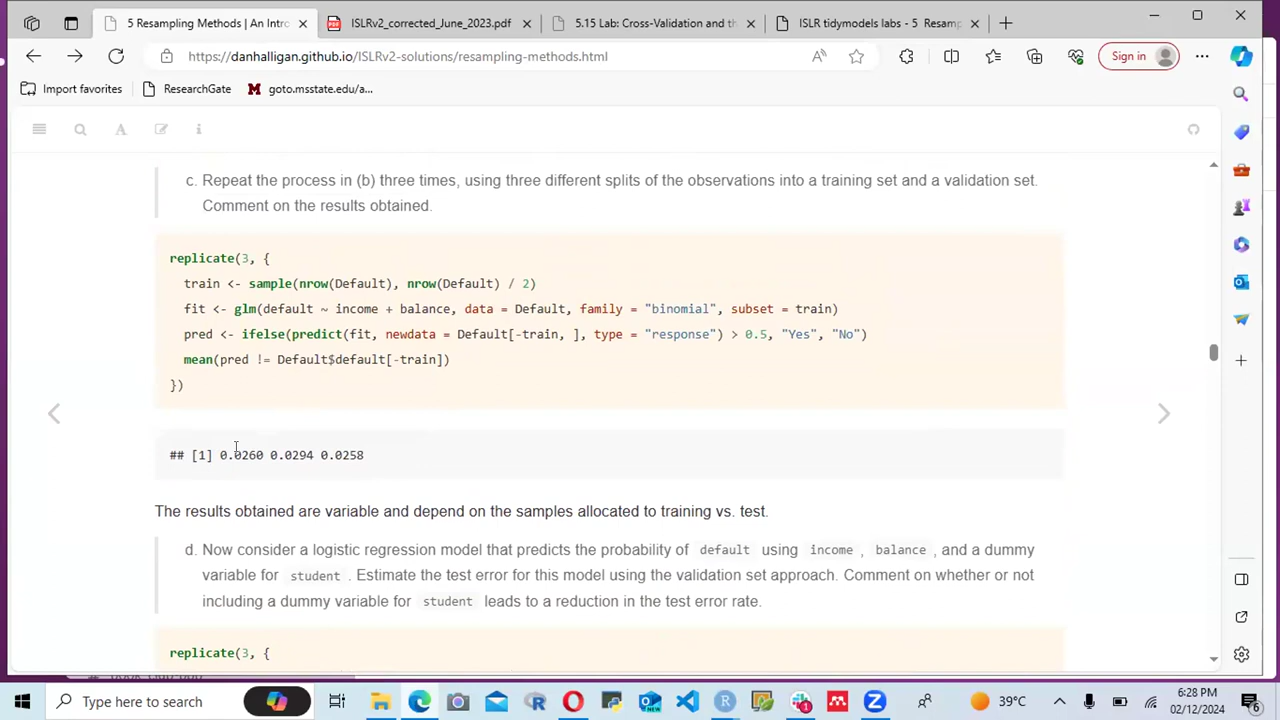 5 Resampling Methods | An Intro
ISLRv2_corrected_June_2023.pdf
5.15 Lab: Cross-Validation and th
ISLR tidymodels labs - 5 Resamp
https://danhalligan.github.io/ISLRv2-solutions/resampling-methods.html
Sign in
Import favorites
ResearchGate
goto.msstate.edu/a...
c. Repeat the process in (b) three times, using three different splits of the observations into a training set and a validation set.
Comment on the results obtained.
replicate(3, {
train <- sample(nrow(Default), nrow(Default) / 2)
fit <- glm(default ~ income + balance, data = Default, family = "binomial", subset = train)
pred <- ifelse(predict(fit, newdata = Default[-train, ], type = "response") > 0.5, "Yes", "No")
mean(pred != Default$default[-train])
})
## [1] 0.0260 0.0294 0.0258
The results obtained are variable and depend on the samples allocated to training vs. test.
d. Now consider a logistic regression model that predicts the probability of default using income , balance , and a dummy
variable for student . Estimate the test error for this model using the validation set approach. Comment on whether or not
including a dummy variable for student leads to a reduction in the test error rate.
replicate(3, {
Type here to search
39°C
6:28 PM
02/12/2024